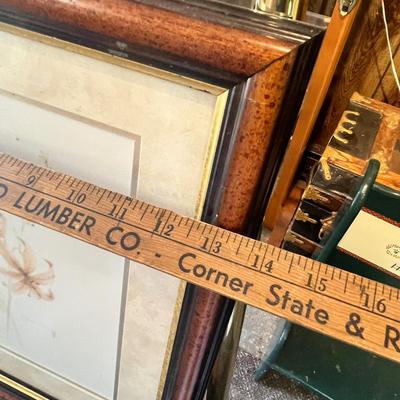 9 10 11 12 13 14 15 16
LUMBER CO. - Corner State & R